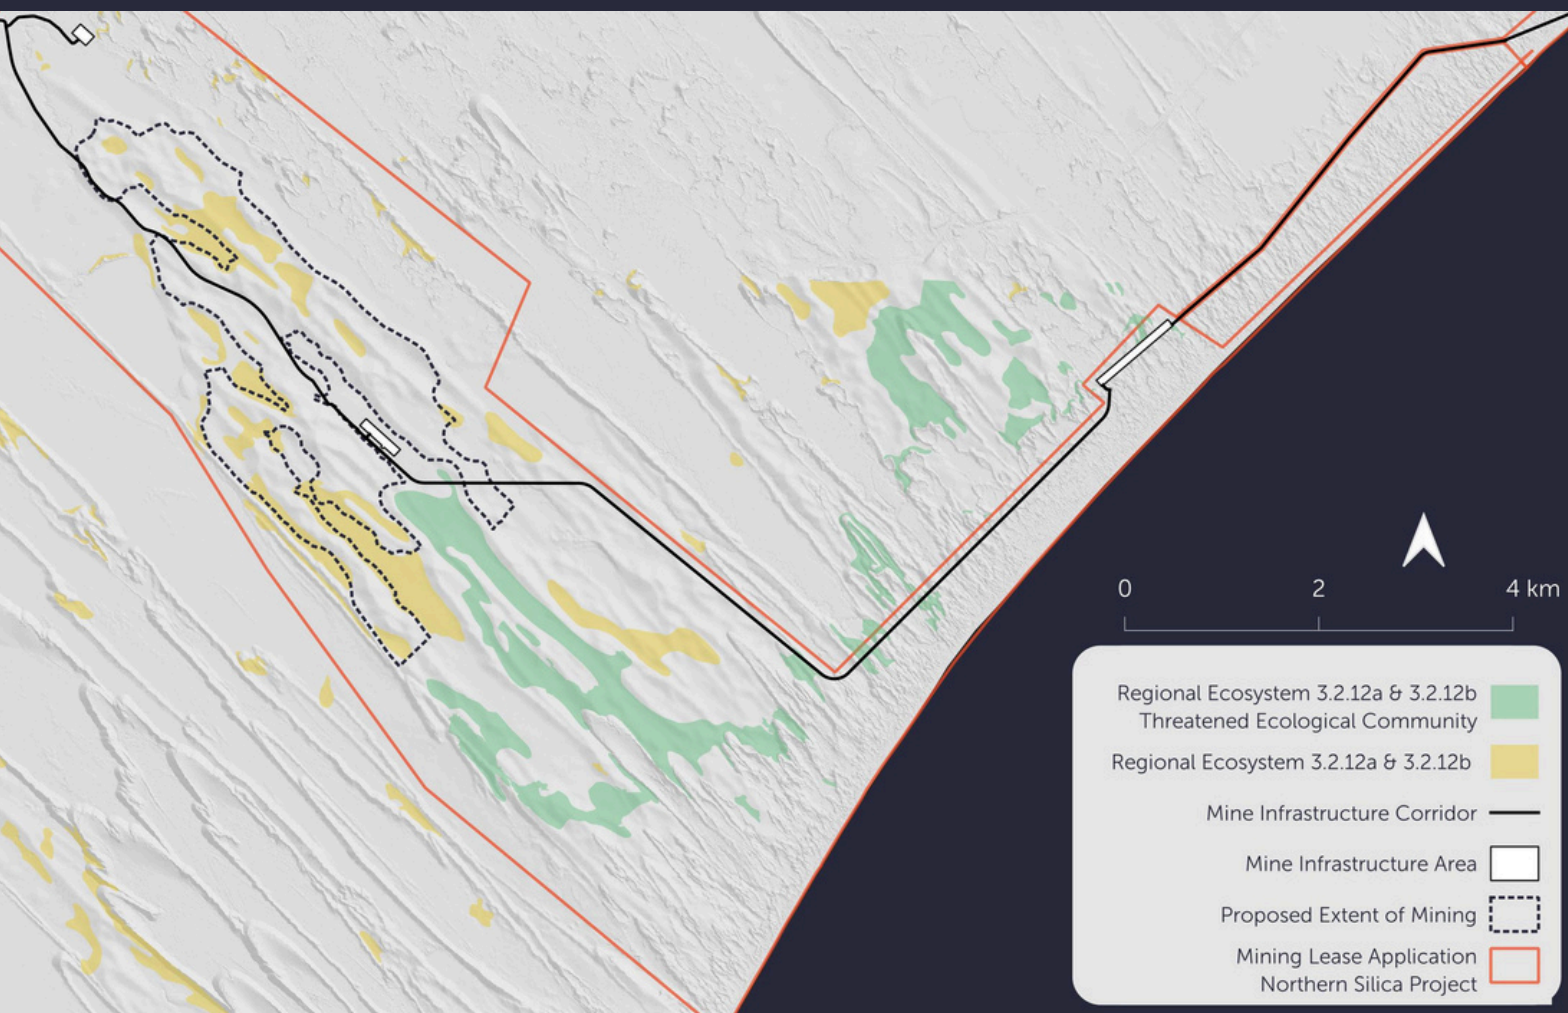 0 2 4 km
Regional Ecosystem 3.2.12a & 3.2.12b
Threatened Ecological Community
Regional Ecosystem 3.2.12a & 3.2.12b
Mine Infrastructure Corridor
Mine Infrastructure Area
Proposed Extent of Mining
Mining Lease Application
Northern Silica Project